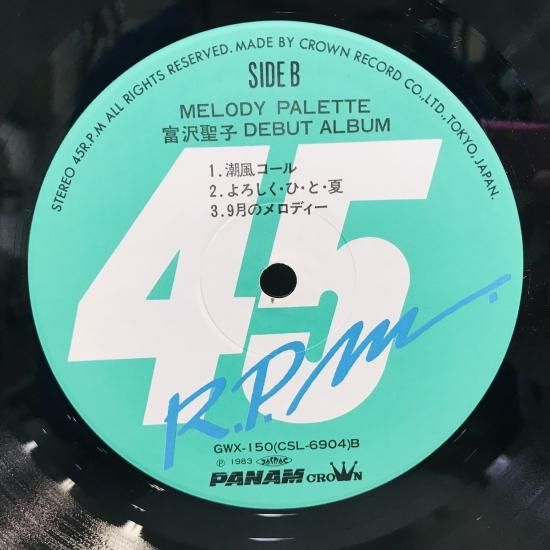 STEREO 45R.P.M ALL RIGHTS RESERVED. MADE BY CROWN RECORD CO.,LTD., TOKYO, JAPAN.
SIDE B
MELODY PALETTE
富沢聖子 DEBUT ALBUM
1.潮風コール
2.よろしく・ひ・と・夏
3.9月のメロディー
45
R.P.M.
GWX-150(CSL-6904)B
Ⓟ 1983
PANAM CROWN